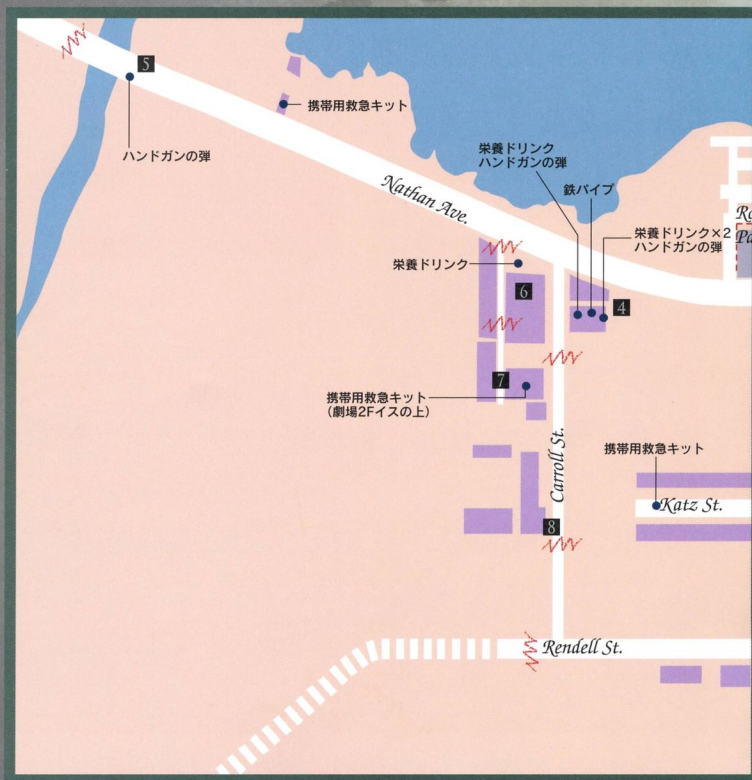 5
携帯用救急キット
ハンドガンの弾
栄養ドリンク
ハンドガンの弾
鉄パイプ
Nathan Ave.
栄養ドリンク×2
ハンドガンの弾
栄養ドリンク
6
4
7
携帯用救急キット
(劇場2Fイスの上)
Carroll St.
携帯用救急キット
Katz St.
8
Rendell St.